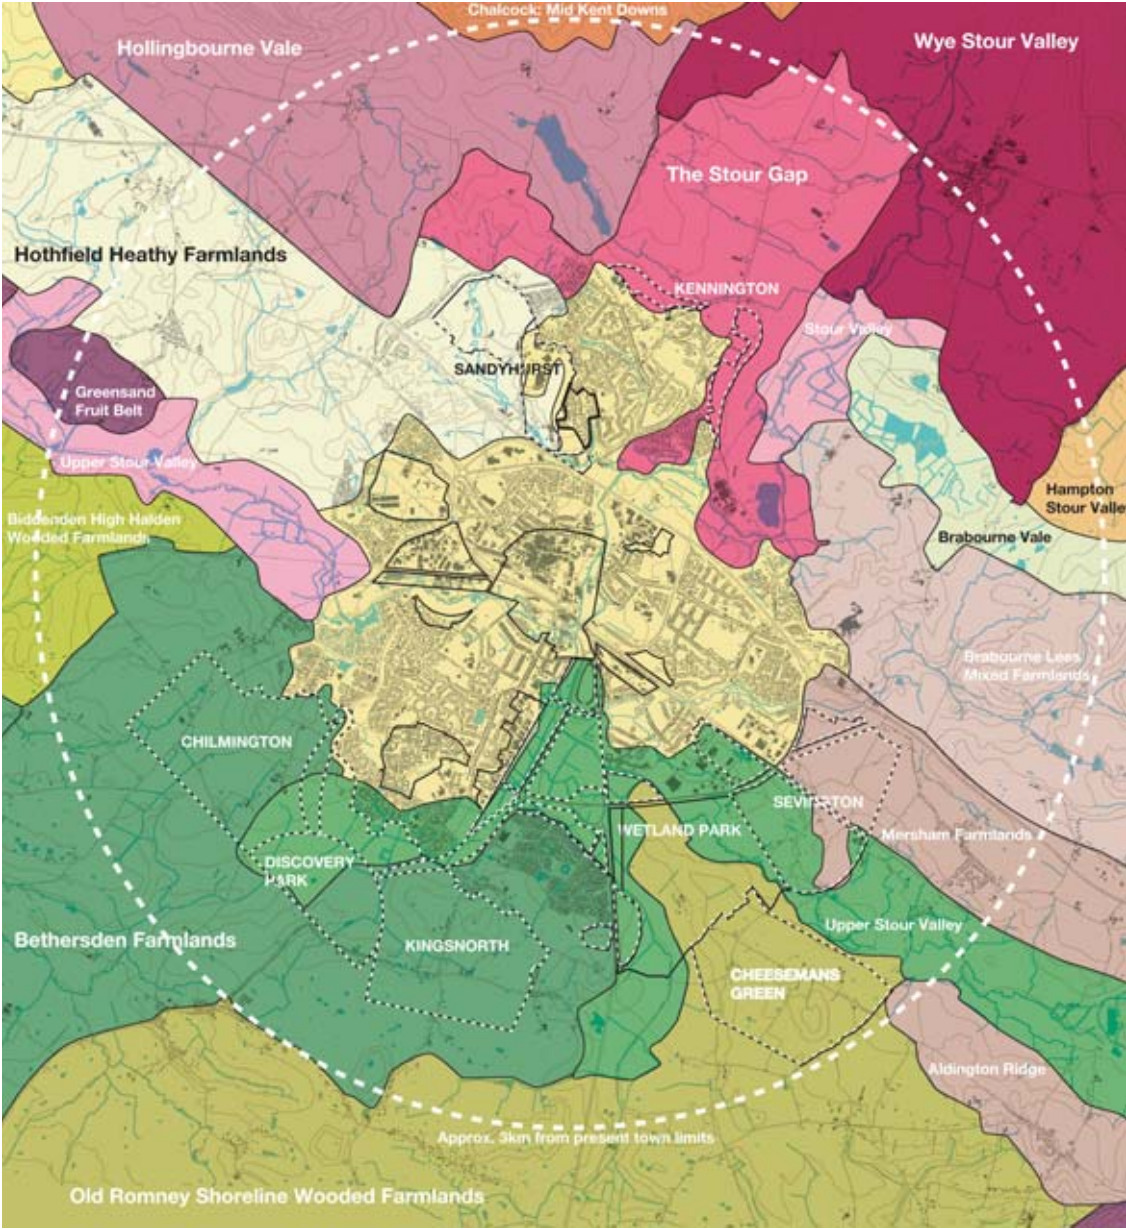 Chalcock: Mid Kent Downs
Hollingbourne Vale
Wye Stour Valley
The Stour Gap
Hothfield Heathy Farmlands
KENNINGTON
Stour Valley
SANDYHURST
Greensand
Fruit Belt
Upper Stour Valley
Hampton
Stour Valle
Biddenden High Halden
Wooded Farmlands
Brabourne Vale
Brabourne Lees
Mixed Farmlands
CHILMINGTON
SEVINGTON
WETLAND PARK
Mersham Farmlands
DISCOVERY
PARK
Upper Stour Valley
Bethersden Farmlands
KINGSNORTH
CHEESEMANS
GREEN
Aldington Ridge
Approx. 3km from present town limits
Old Romney Shoreline Wooded Farmlands